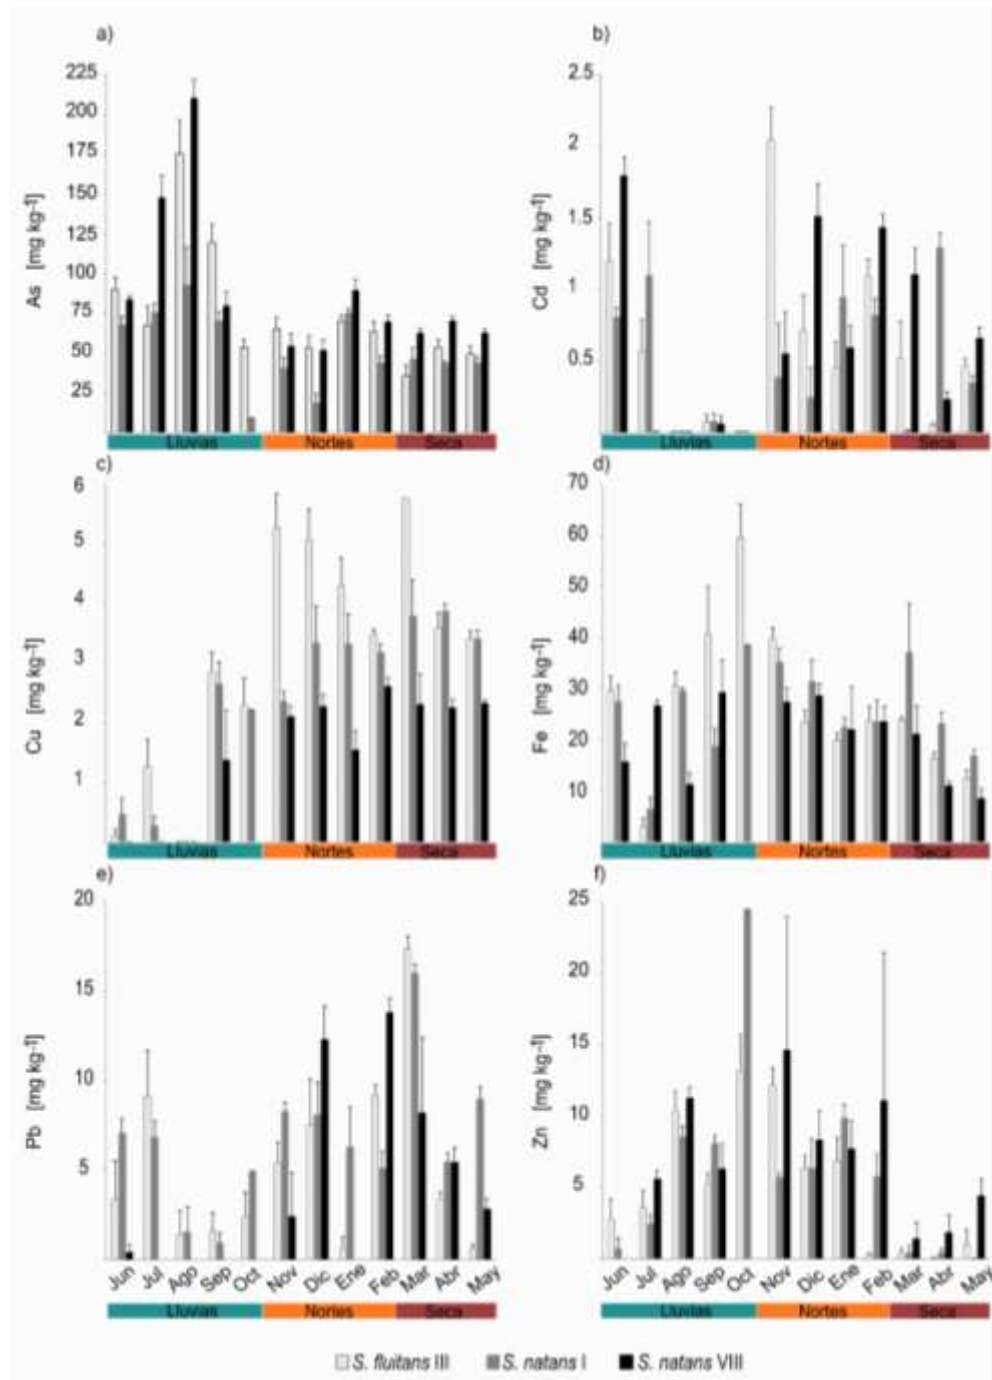 a)
225
200
175
150
125
100
75
50
25
As [mg kg-1]
Lluvias Nortes Seca
b)
2.5
2
1.5
1
0.5
Cd [mg kg-1]
Lluvias Nortes Seca
c)
6
5
4
3
2
1
Cu [mg kg-1]
Lluvias Nortes Seca
d)
70
60
50
40
30
20
10
Fe [mg kg-1]
Lluvias Nortes Seca
e)
20
15
10
5
Pb [mg kg-1]
Jun Jul Ago Sep Oct Nov Dic Ene Feb Mar Abr May
Lluvias Nortes Seca
f)
25
20
15
10
5
Zn [mg kg-1]
Jun Jul Ago Sep Oct Nov Dic Ene Feb Mar Abr May
Lluvias Nortes Seca
S. fluitans III S. natans I S. natans VIII